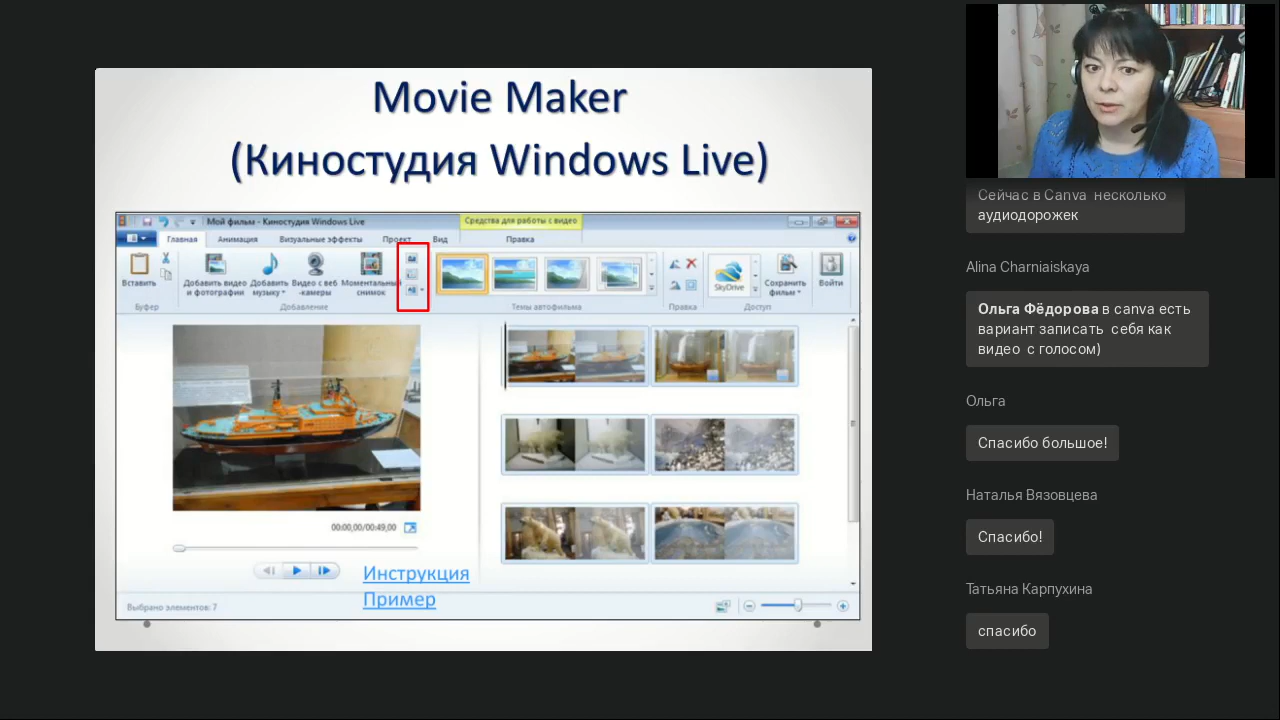 Movie Maker
(Киностудия Windows Live)
Мой фильм - Киностудия Windows Live
Средства для работы с видео
Главная Анимация Визуальные эффекты Проект Вид Правка
Вставить
Добавить видео и фотографии
Добавить музыку
Видео с веб-камеры
Моментальный снимок
SkyDrive
Сохранить фильм
Войти
Буфер Добавление Темы автофильма Правка Доступ
00:00,00/00:49,00
Инструкция
Пример
Выбрано элементов: 7
Сейчас в Canva несколько
аудиодорожек
Alina Charniaiskaya
Ольга Фёдорова в canva есть
вариант записать себя как
видео с голосом)
Ольга
Спасибо большое!
Наталья Вязовцева
Спасибо!
Татьяна Карпухина
спасибо